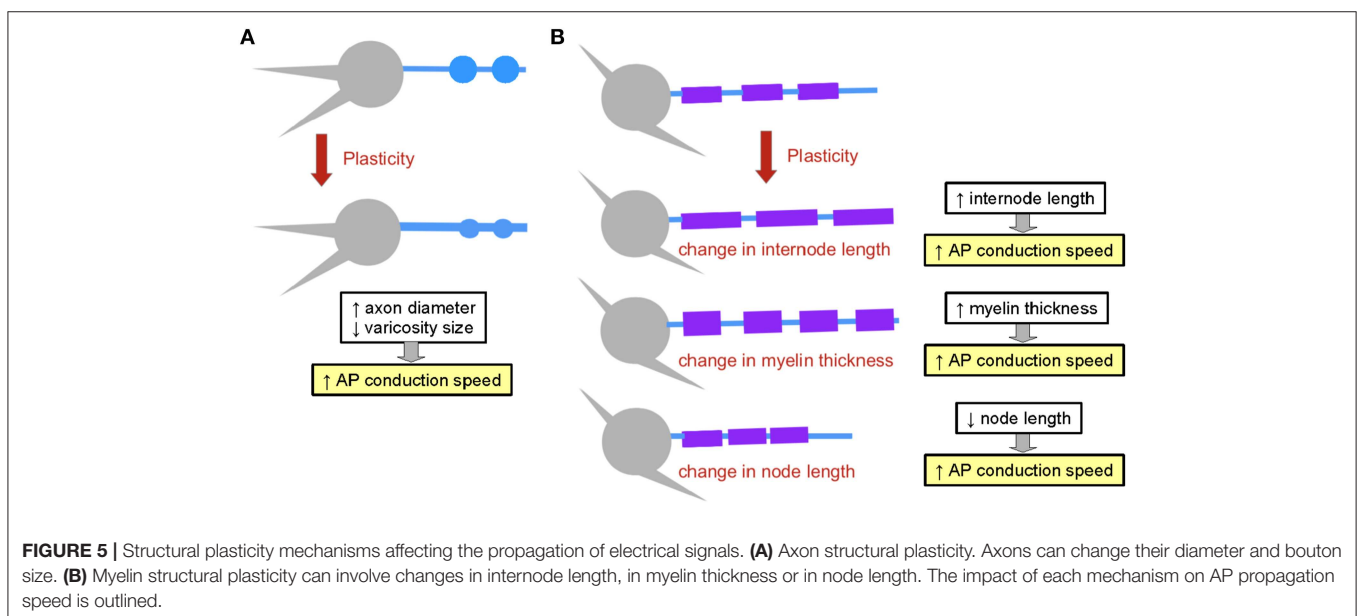 A
Plasticity
↑ axon diameter
↓ varicosity size
↑ AP conduction speed
B
Plasticity
change in internode length
↑ internode length
↑ AP conduction speed
change in myelin thickness
↑ myelin thickness
↑ AP conduction speed
change in node length
↓ node length
↑ AP conduction speed
FIGURE 5 | Structural plasticity mechanisms affecting the propagation of electrical signals. (A) Axon structural plasticity. Axons can change their diameter and bouton
size. (B) Myelin structural plasticity can involve changes in internode length, in myelin thickness or in node length. The impact of each mechanism on AP propagation
speed is outlined.